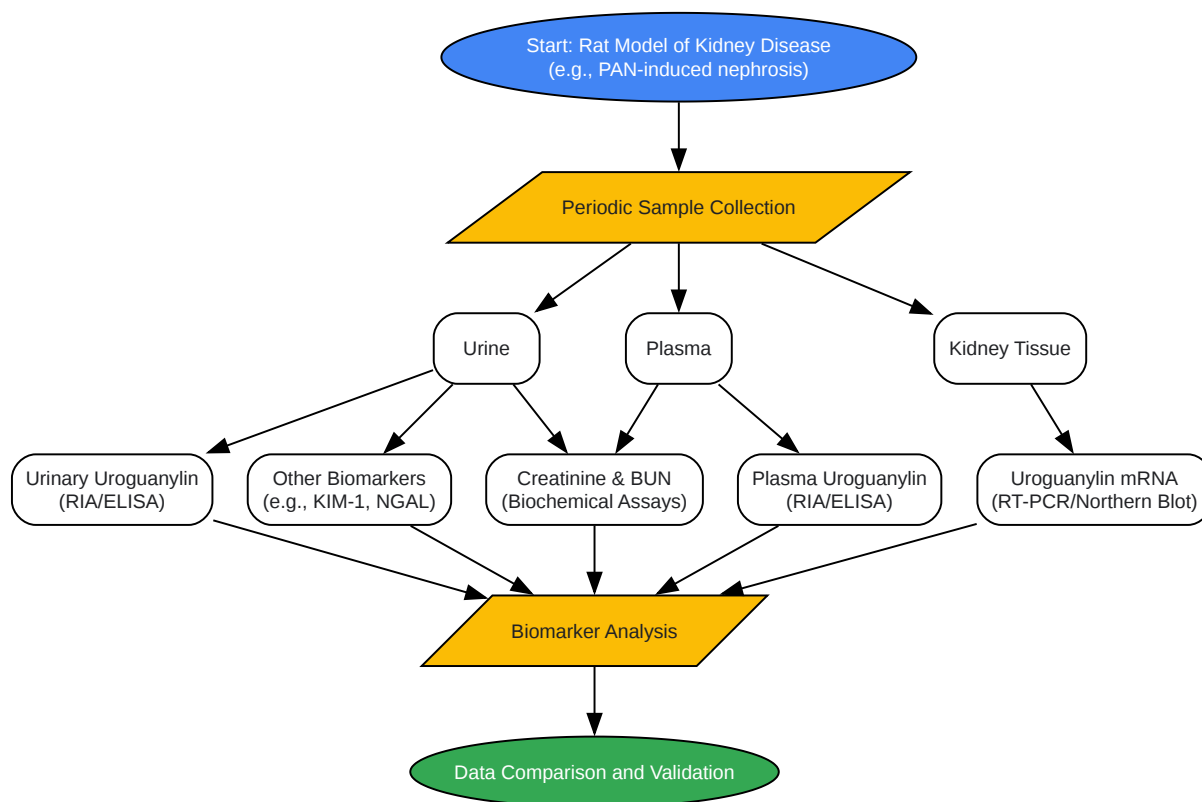 Start: Rat Model of Kidney Disease
(e.g., PAN-induced nephrosis)
Periodic Sample Collection
Urine
Plasma
Kidney Tissue
Urinary Uroguanylin
(RIA/ELISA)
Other Biomarkers
(e.g., KIM-1, NGAL)
Creatinine & BUN
(Biochemical Assays)
Plasma Uroguanylin
(RIA/ELISA)
Uroguanylin mRNA
(RT-PCR/Northern Blot)
Biomarker Analysis
Data Comparison and Validation